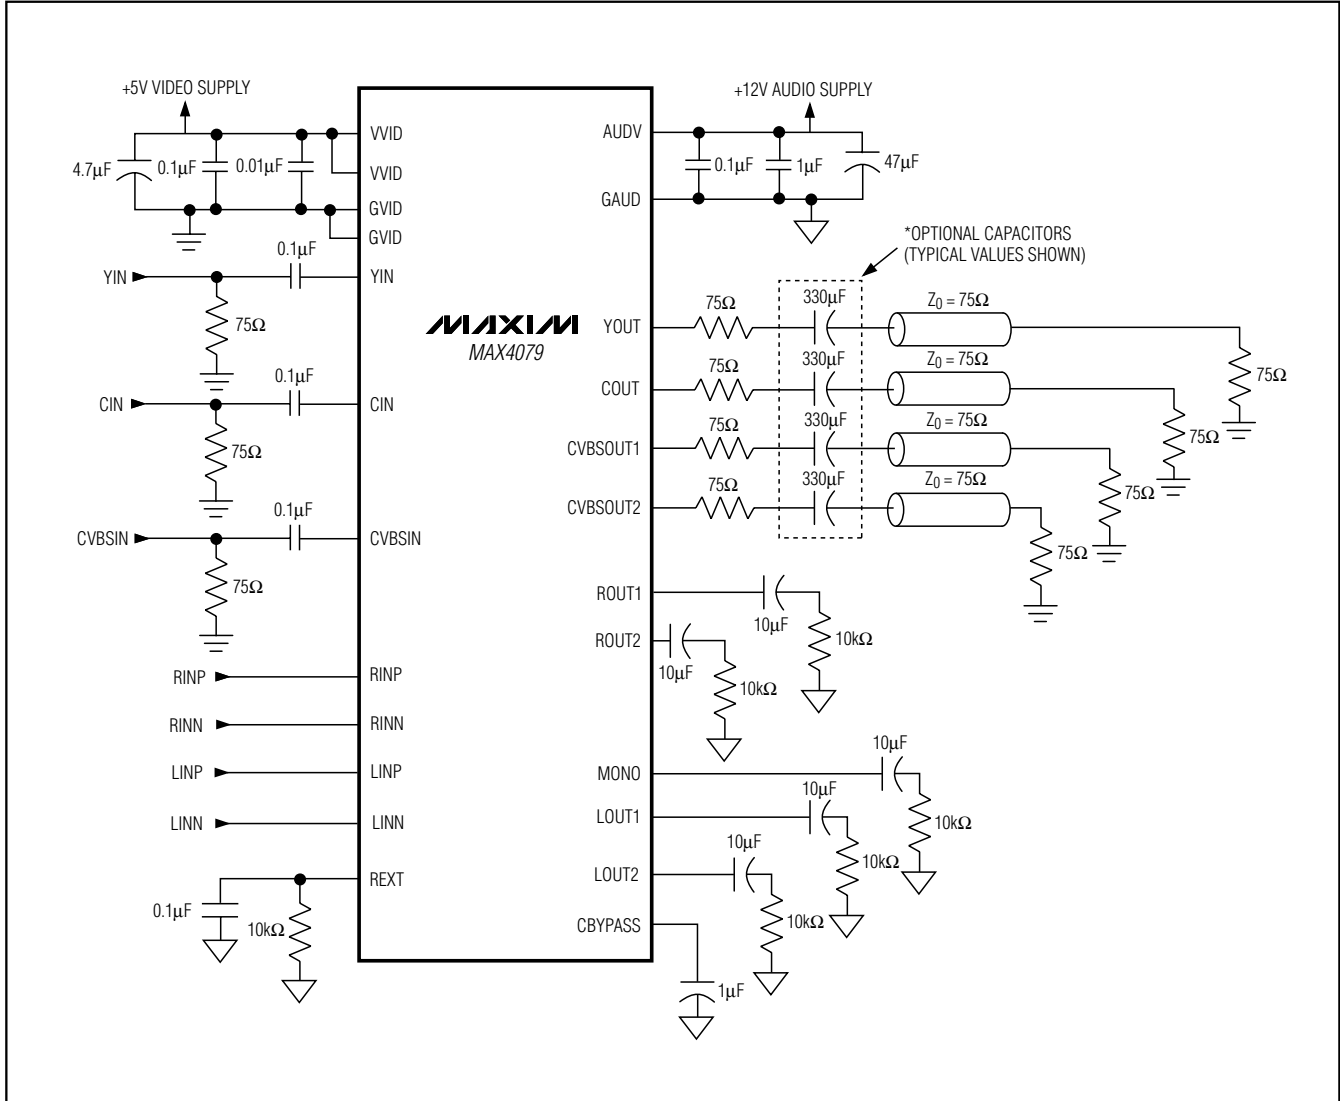 +5V VIDEO SUPPLY
4.7µF
0.1µF
0.01µF
VVID
VVID
GVID
GVID
YIN
0.1µF
YIN
75Ω
CIN
0.1µF
CIN
75Ω
CVBSIN
0.1µF
CVBSIN
75Ω
RINP
RINP
RINN
RINN
LINP
LINP
LINN
LINN
REXT
0.1µF
10kΩ
MAXIM
MAX4079
+12V AUDIO SUPPLY
AUDV
0.1µF
1µF
47µF
GAUD
*OPTIONAL CAPACITORS
(TYPICAL VALUES SHOWN)
YOUT
75Ω
330µF
Z0 = 75Ω
75Ω
COUT
75Ω
330µF
Z0 = 75Ω
75Ω
CVBSOUT1
75Ω
330µF
Z0 = 75Ω
75Ω
CVBSOUT2
75Ω
330µF
Z0 = 75Ω
75Ω
ROUT1
10µF
10kΩ
ROUT2
10µF
10kΩ
MONO
10µF
10kΩ
LOUT1
10µF
10kΩ
LOUT2
10µF
10kΩ
CBYPASS
1µF